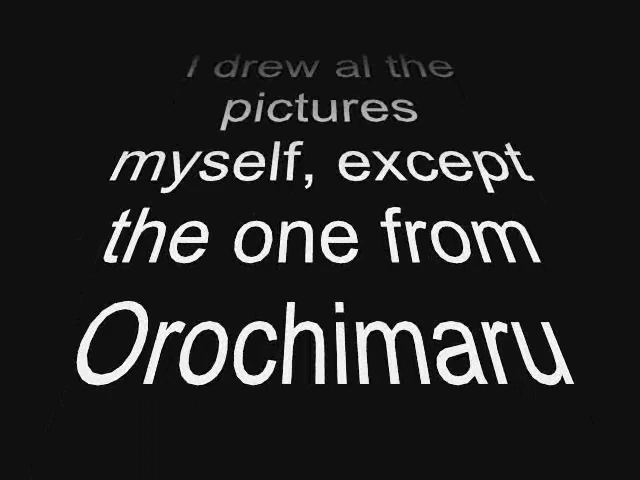 I drew al the
pictures
myself, except
the one from
Orochimaru